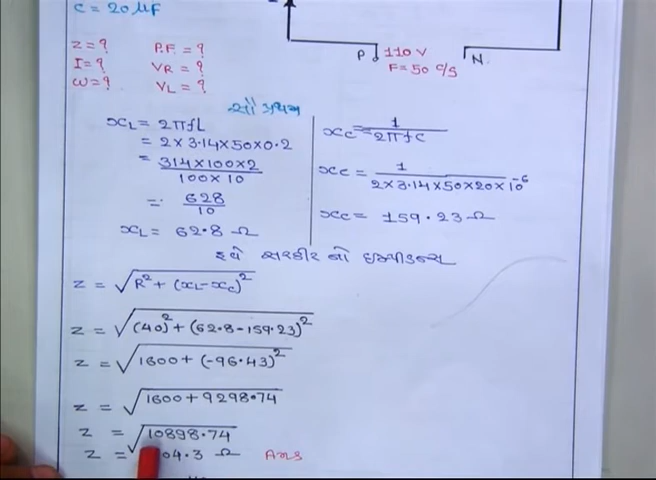 C = 20 μF
P 110 V N
F = 50 c/s
Z = ? P.F. = ?
I = ? VR = ?
ω = ? VL = ?
સૌ પ્રથમ
xL = 2πfL
= 2 × 3.14 × 50 × 0.2
= 314 × 100 × 2 / 100 × 10
= 628 / 10
xL = 62.8 Ω
xC = 1 / 2πfC
xC = 1 / 2 × 3.14 × 50 × 20 × 10^-6
xC = 159.23 Ω
હવે સરકીટ નો ઇમ્પીડન્સ
Z = √R² + (xL - xC)²
Z = √(40)² + (62.8 - 159.23)²
Z = √1600 + (-96.43)²
Z = √1600 + 9298.74
Z = √10898.74
Z = 04.3 Ω Ans